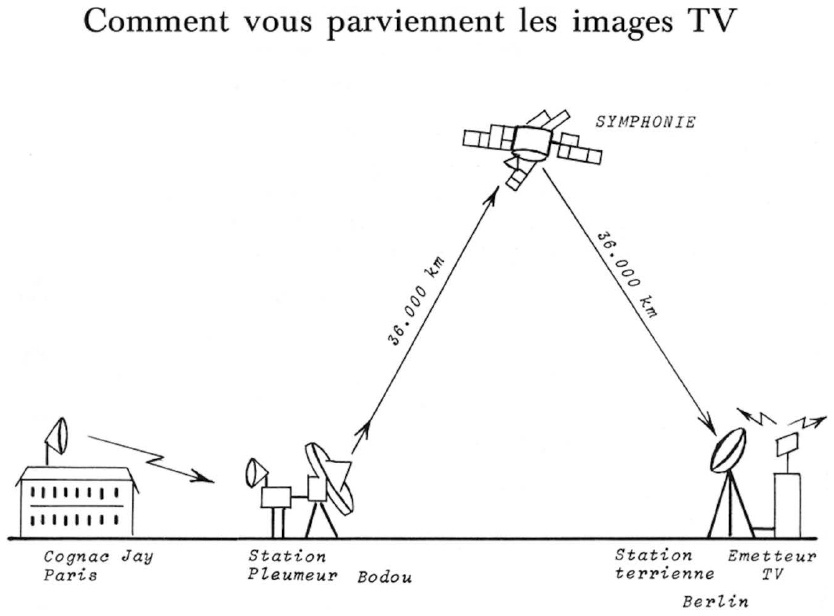 Comment vous parviennent les images TV
SYMPHONIE
36.000 km
36.000 km
Cognac Jay
Paris
Station
Pleumeur Bodou
Station
terrienne
Emetteur
TV
Berlin